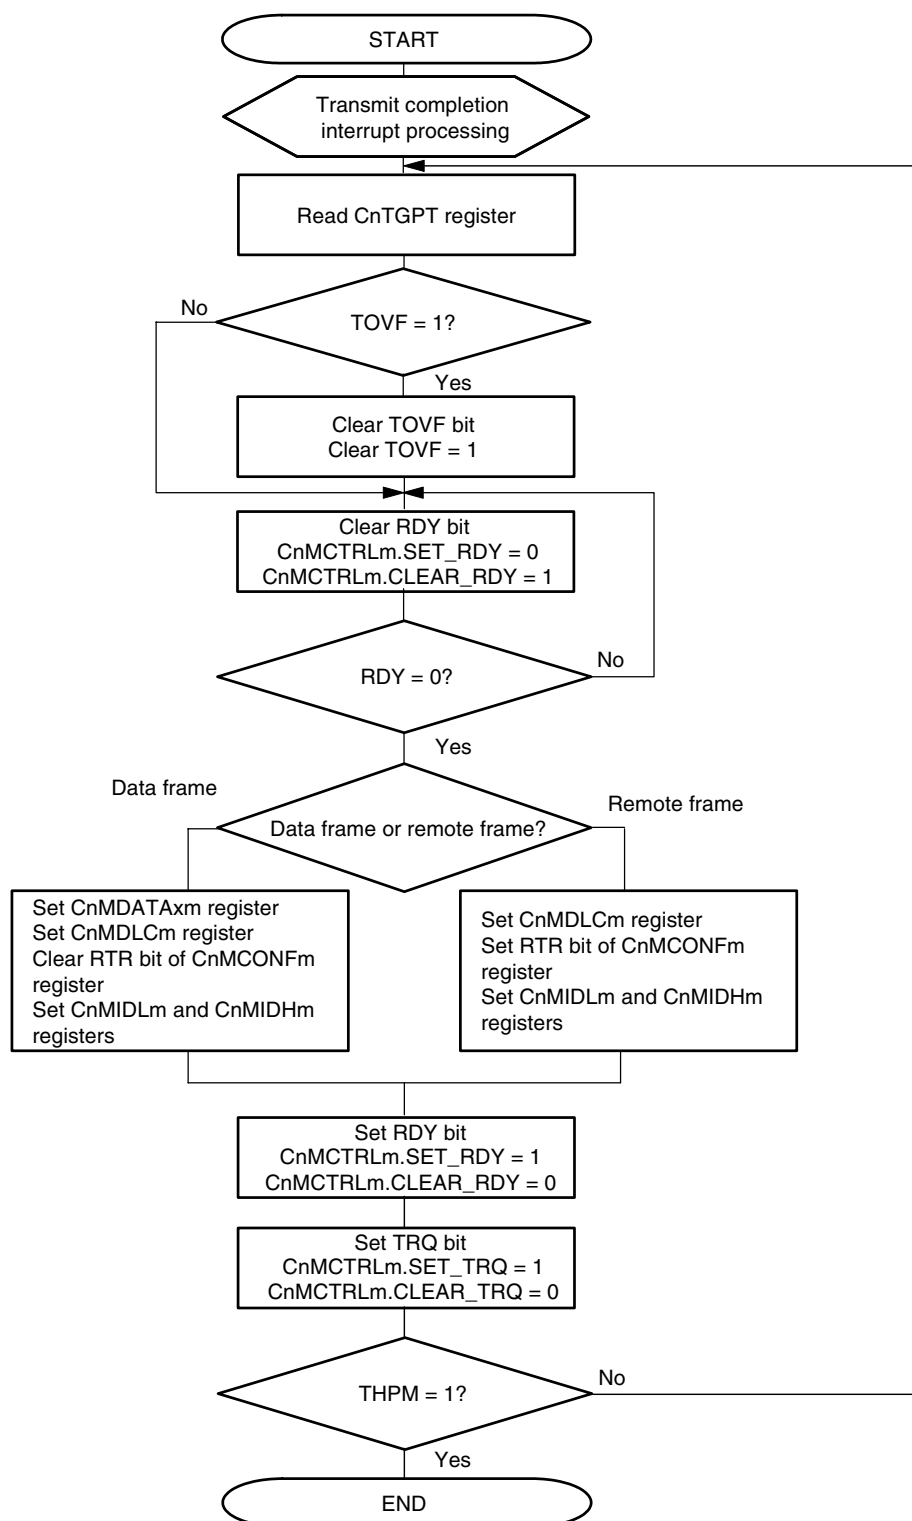 START
Transmit completion
interrupt processing
Read CnTGPT register
No
TOVF = 1?
Yes
Clear TOVF bit
Clear TOVF = 1
Clear RDY bit
CnMCTRLm.SET_RDY = 0
CnMCTRLm.CLEAR_RDY = 1
RDY = 0?
No
Yes
Data frame
Remote frame
Data frame or remote frame?
Set CnMDATAxm register
Set CnMDLCm register
Clear RTR bit of CnMCONFm
register
Set CnMIDLm and CnMIDHm
registers
Set CnMDLCm register
Set RTR bit of CnMCONFm
register
Set CnMIDLm and CnMIDHm
registers
Set RDY bit
CnMCTRLm.SET_RDY = 1
CnMCTRLm.CLEAR_RDY = 0
Set TRQ bit
CnMCTRLm.SET_TRQ = 1
CnMCTRLm.CLEAR_TRQ = 0
THPM = 1?
No
Yes
END